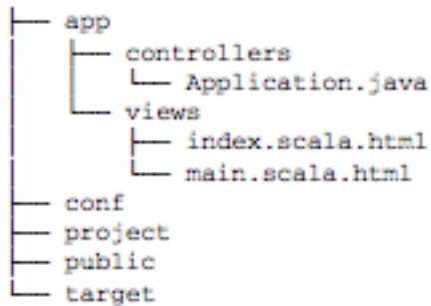 app
controllers
Application.java
views
index.scala.html
main.scala.html
conf
project
public
target